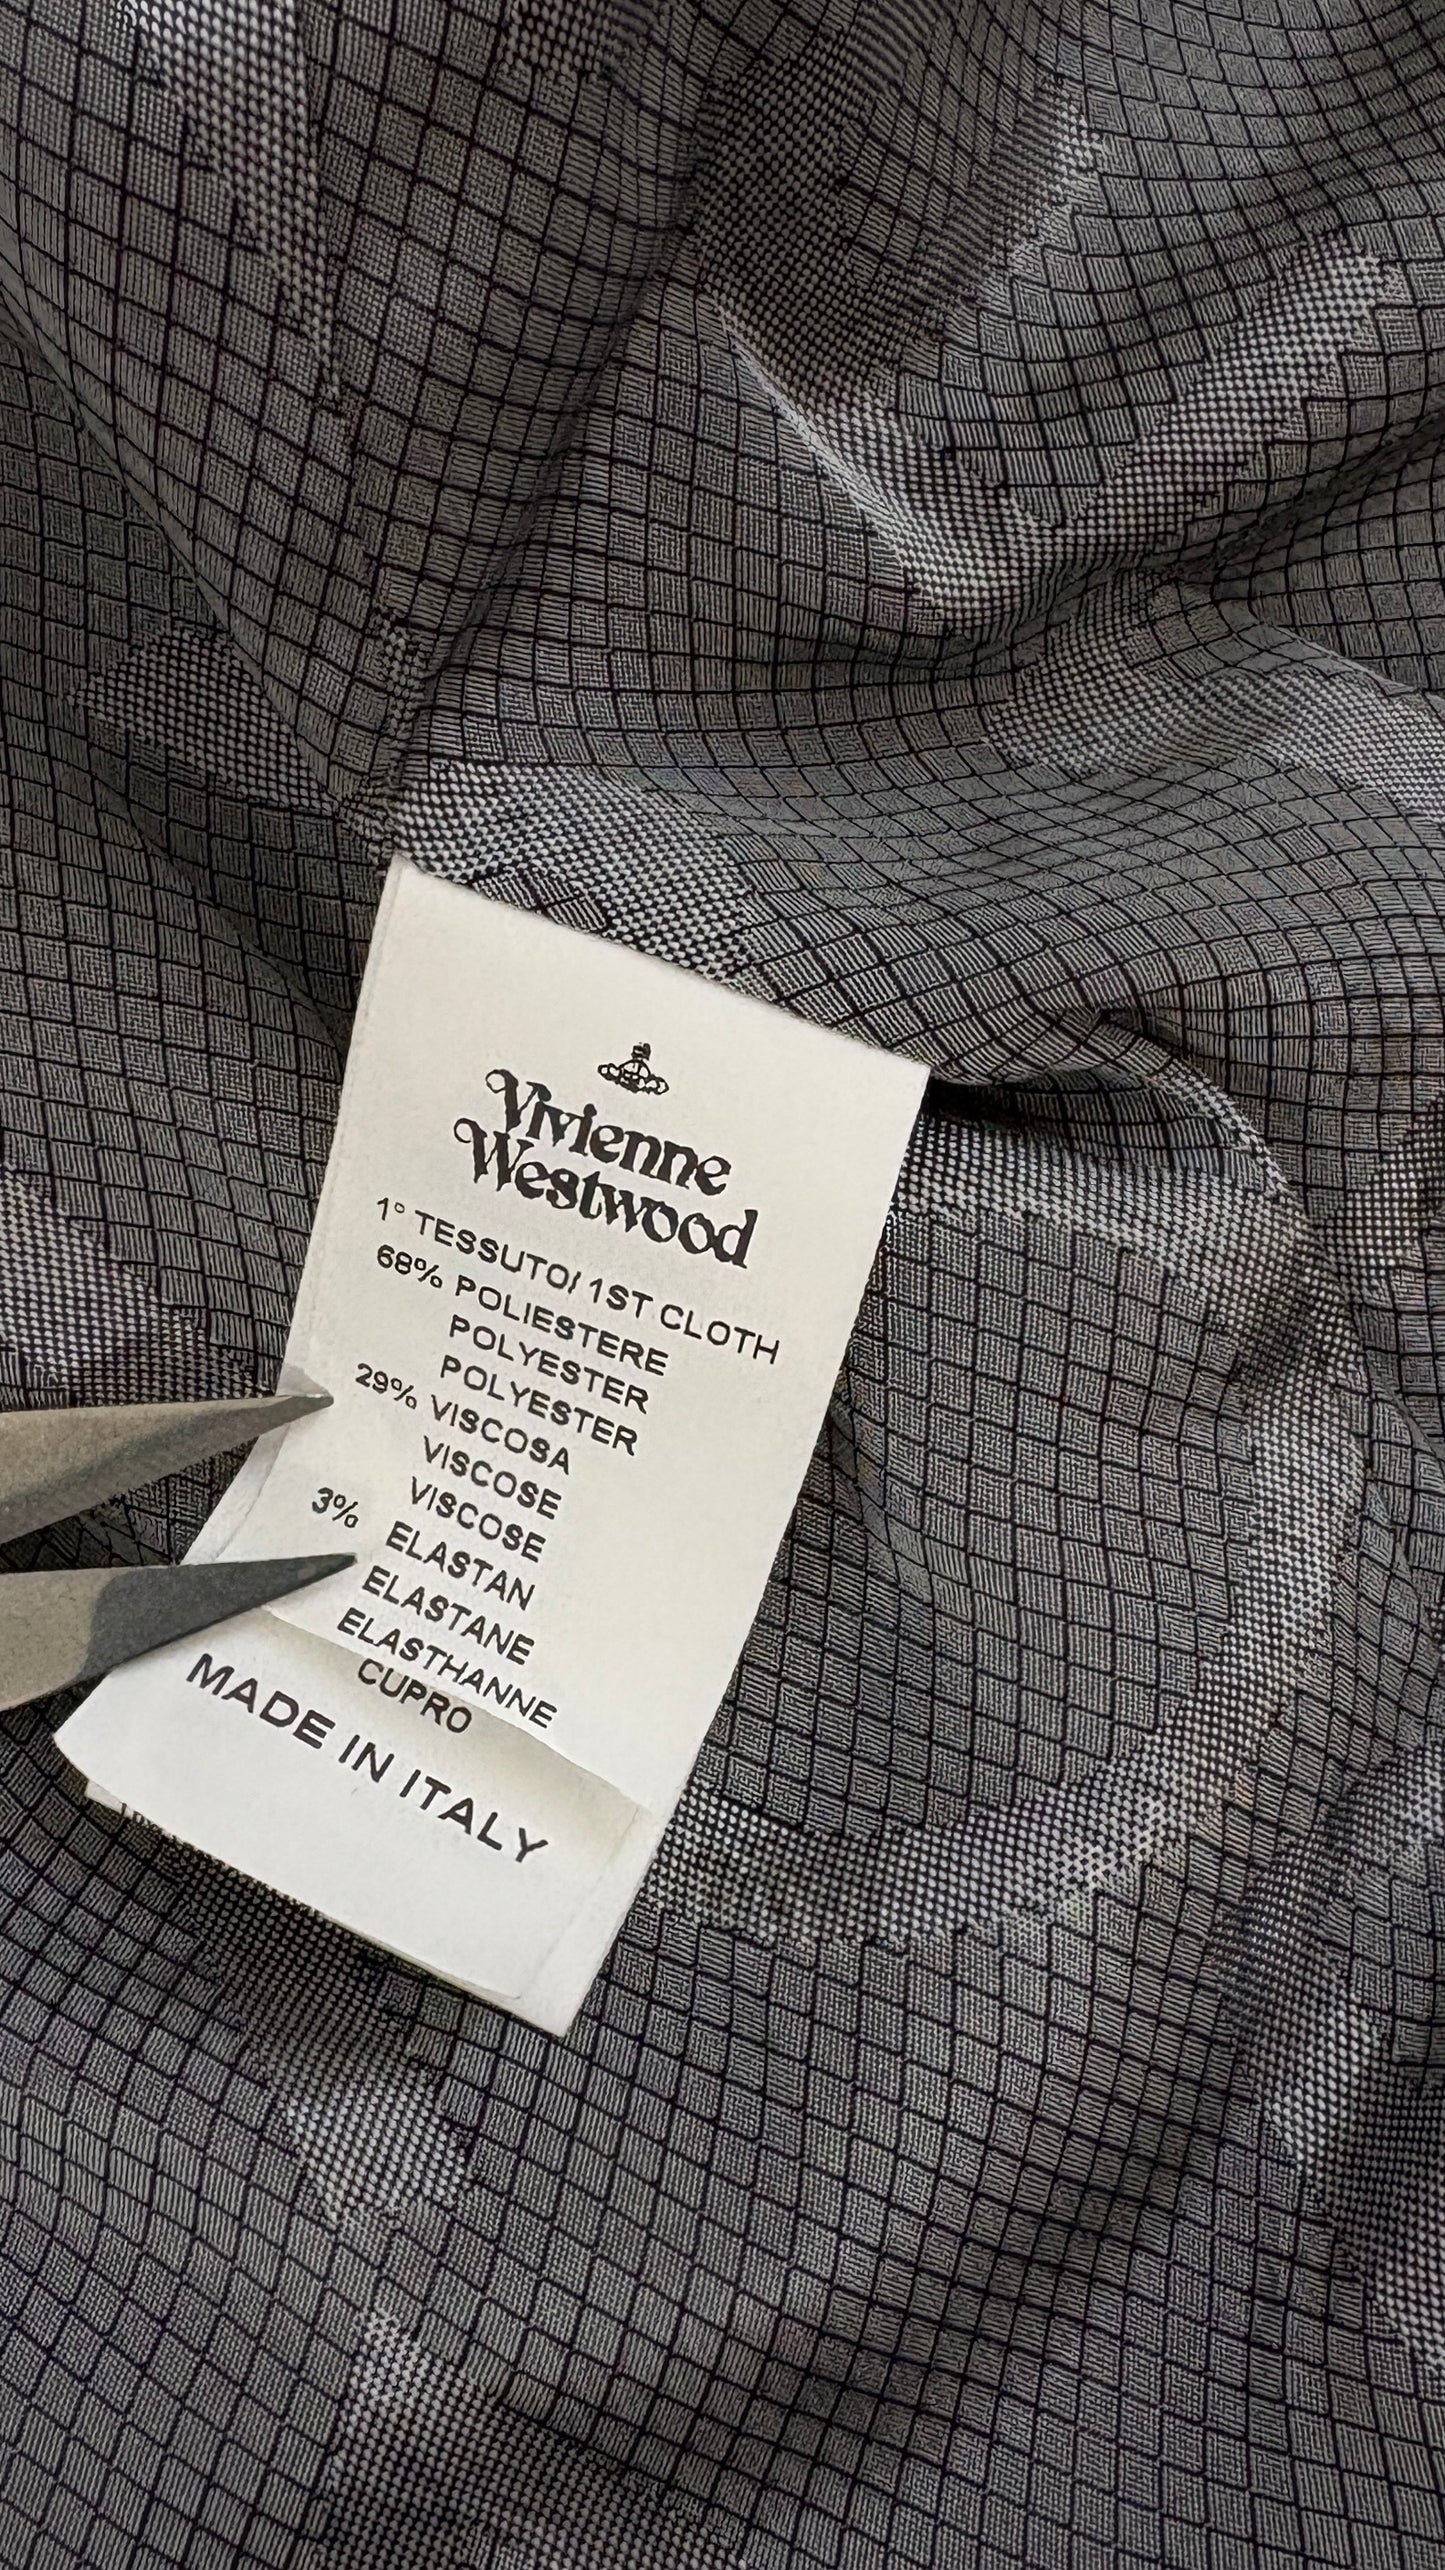 Vivienne
Westwood
1° TESSUTO/ 1ST CLOTH
68% POLIESTERE
POLYESTER
POLYESTER
29% VISCOSA
VISCOSE
VISCOSE
3% ELASTAN
ELASTANE
ELASTHANNE
CUPRO
MADE IN ITALY